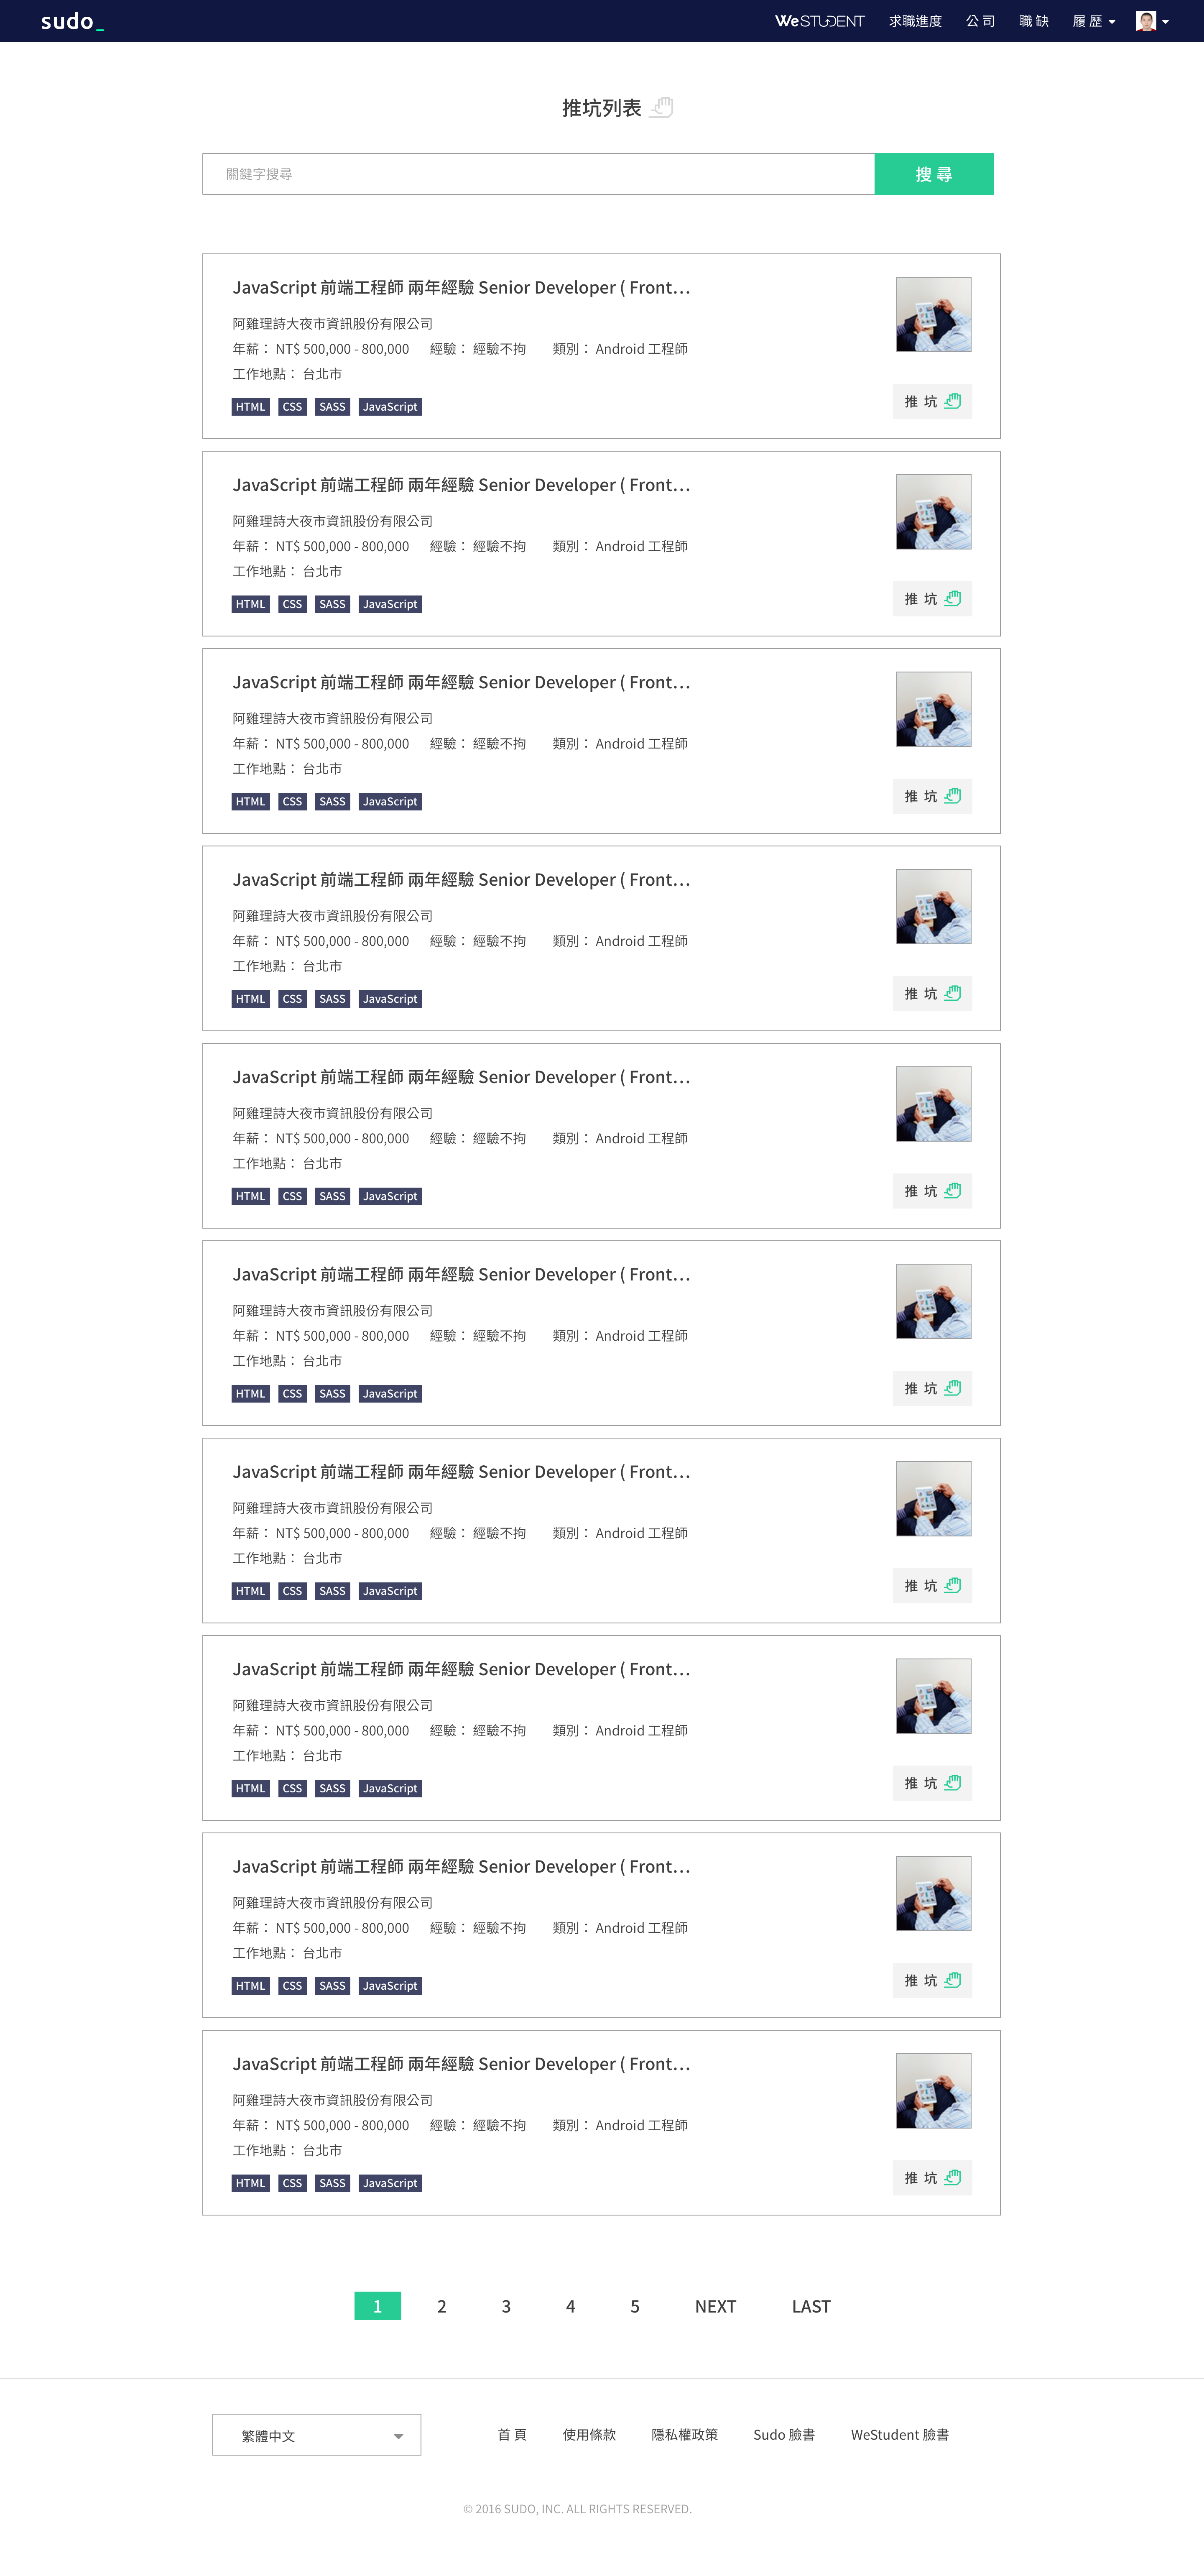 sudo_
WeSTUDENT 求職進度 公 司 職 缺 履 歷
推坑列表
關鍵字搜尋 搜 尋
JavaScript 前端工程師 兩年經驗 Senior Developer ( Front…
阿雞理詩大夜市資訊股份有限公司
年薪： NT$ 500,000 - 800,000 經驗： 經驗不拘 類別： Android 工程師
工作地點： 台北市
HTML CSS SASS JavaScript 推 坑
JavaScript 前端工程師 兩年經驗 Senior Developer ( Front…
阿雞理詩大夜市資訊股份有限公司
年薪： NT$ 500,000 - 800,000 經驗： 經驗不拘 類別： Android 工程師
工作地點： 台北市
HTML CSS SASS JavaScript 推 坑
JavaScript 前端工程師 兩年經驗 Senior Developer ( Front…
阿雞理詩大夜市資訊股份有限公司
年薪： NT$ 500,000 - 800,000 經驗： 經驗不拘 類別： Android 工程師
工作地點： 台北市
HTML CSS SASS JavaScript 推 坑
JavaScript 前端工程師 兩年經驗 Senior Developer ( Front…
阿雞理詩大夜市資訊股份有限公司
年薪： NT$ 500,000 - 800,000 經驗： 經驗不拘 類別： Android 工程師
工作地點： 台北市
HTML CSS SASS JavaScript 推 坑
JavaScript 前端工程師 兩年經驗 Senior Developer ( Front…
阿雞理詩大夜市資訊股份有限公司
年薪： NT$ 500,000 - 800,000 經驗： 經驗不拘 類別： Android 工程師
工作地點： 台北市
HTML CSS SASS JavaScript 推 坑
JavaScript 前端工程師 兩年經驗 Senior Developer ( Front…
阿雞理詩大夜市資訊股份有限公司
年薪： NT$ 500,000 - 800,000 經驗： 經驗不拘 類別： Android 工程師
工作地點： 台北市
HTML CSS SASS JavaScript 推 坑
JavaScript 前端工程師 兩年經驗 Senior Developer ( Front…
阿雞理詩大夜市資訊股份有限公司
年薪： NT$ 500,000 - 800,000 經驗： 經驗不拘 類別： Android 工程師
工作地點： 台北市
HTML CSS SASS JavaScript 推 坑
JavaScript 前端工程師 兩年經驗 Senior Developer ( Front…
阿雞理詩大夜市資訊股份有限公司
年薪： NT$ 500,000 - 800,000 經驗： 經驗不拘 類別： Android 工程師
工作地點： 台北市
HTML CSS SASS JavaScript 推 坑
JavaScript 前端工程師 兩年經驗 Senior Developer ( Front…
阿雞理詩大夜市資訊股份有限公司
年薪： NT$ 500,000 - 800,000 經驗： 經驗不拘 類別： Android 工程師
工作地點： 台北市
HTML CSS SASS JavaScript 推 坑
JavaScript 前端工程師 兩年經驗 Senior Developer ( Front…
阿雞理詩大夜市資訊股份有限公司
年薪： NT$ 500,000 - 800,000 經驗： 經驗不拘 類別： Android 工程師
工作地點： 台北市
HTML CSS SASS JavaScript 推 坑
1 2 3 4 5 NEXT LAST
繁體中文 首 頁 使用條款 隱私權政策 Sudo 臉書 WeStudent 臉書
© 2016 SUDO, INC. ALL RIGHTS RESERVED.